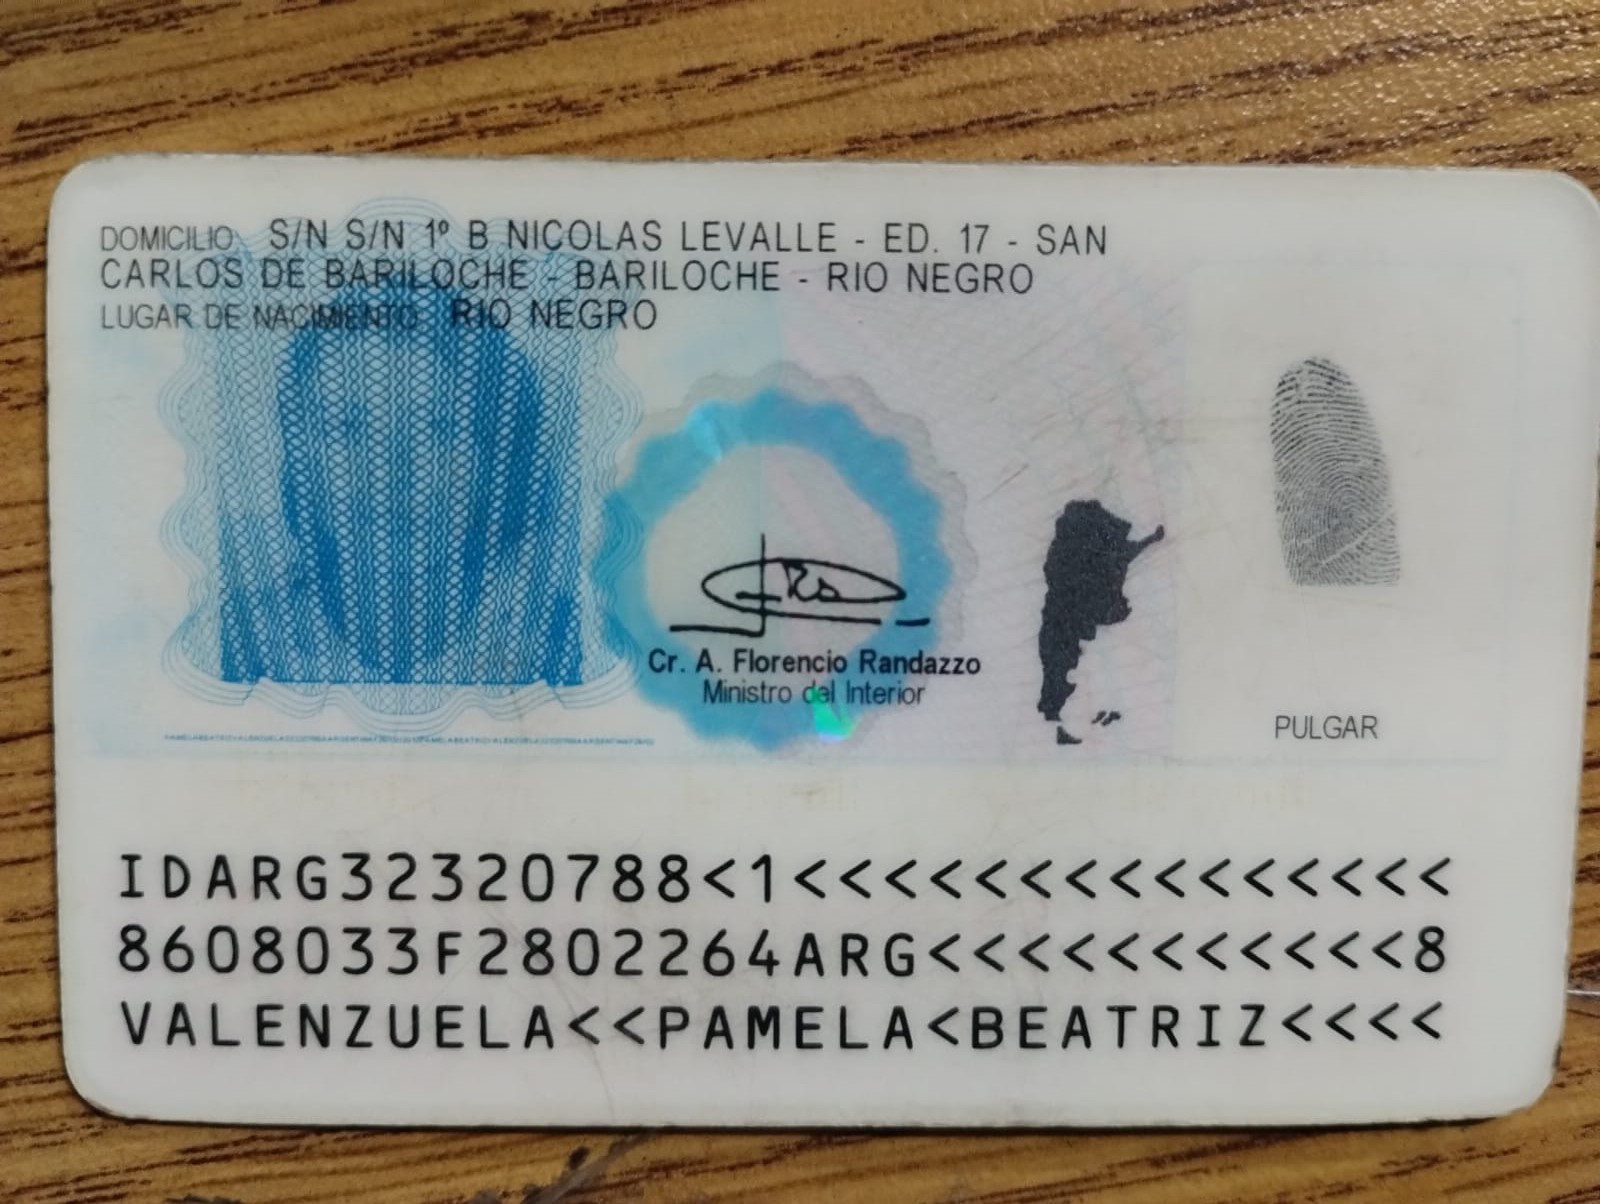 DOMICILIO: S/N S/N 1º B NICOLAS LEVALLE - ED. 17 - SAN
CARLOS DE BARILOCHE - BARILOCHE - RIO NEGRO
LUGAR DE NACIMIENTO: RIO NEGRO
Cr. A. Florencio Randazzo
Ministro del Interior
PULGAR
IDARG32320788<1<<<<<<<<<<<<<<<
8608033F2802264ARG<<<<<<<<<<<8
VALENZUELA<<PAMELA<BEATRIZ<<<<